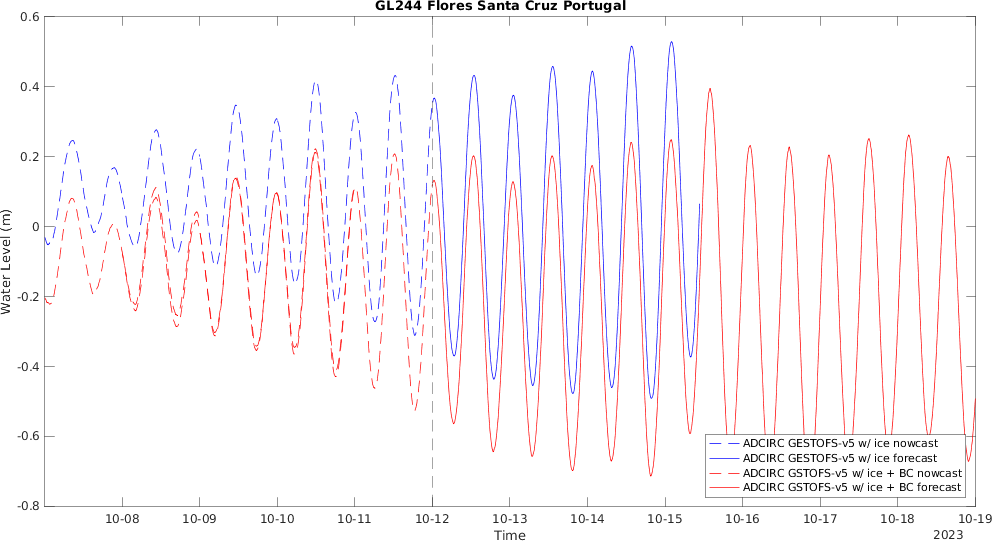 GL244 Flores Santa Cruz Portugal
0.6
0.4
0.2
0
-0.2
-0.4
-0.6
-0.8
Water Level (m)
ADCIRC GESTOFS-v5 w/ ice nowcast
ADCIRC GESTOFS-v5 w/ ice forecast
ADCIRC GSTOFS-v5 w/ ice + BC nowcast
ADCIRC GSTOFS-v5 w/ ice + BC forecast
10-08 10-09 10-10 10-11 10-12 10-13 10-14 10-15 10-16 10-17 10-18 10-19
Time
2023